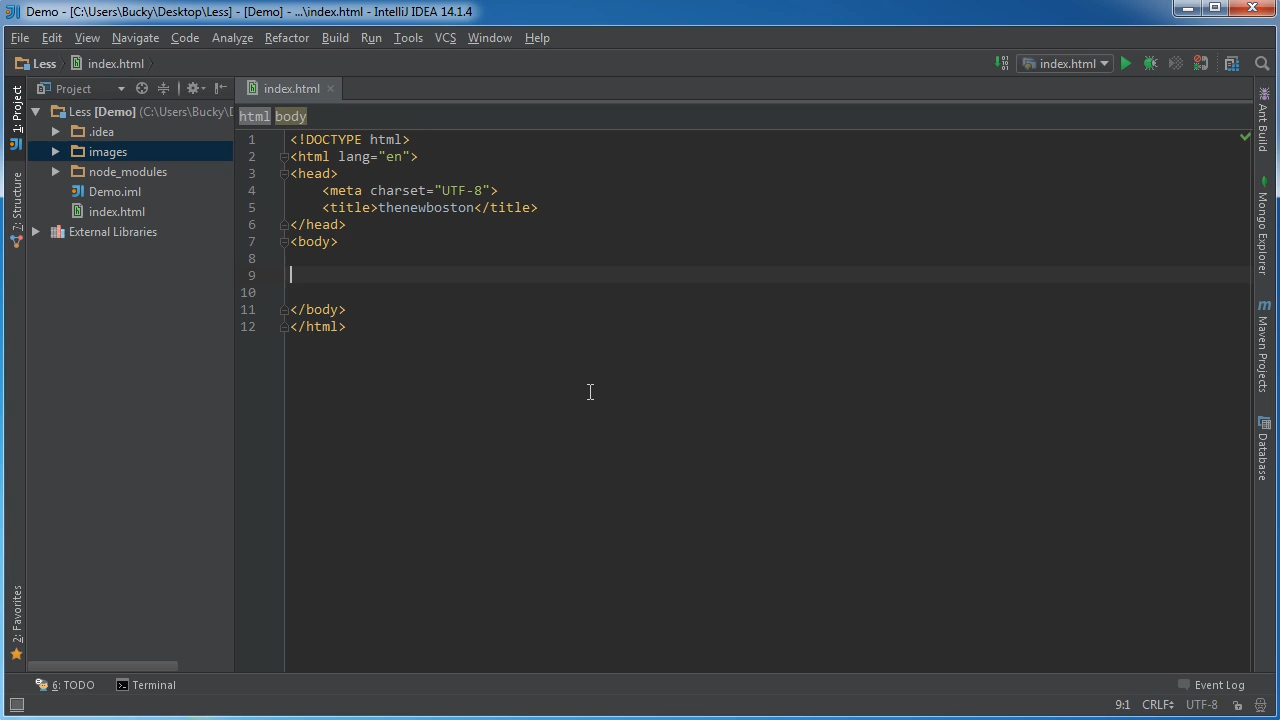 Demo - [C:\Users\Bucky\Desktop\Less] - [Demo] - ...\index.html - IntelliJ IDEA 14.1.4
File Edit View Navigate Code Analyze Refactor Build Run Tools VCS Window Help
Less index.html index.html
1: Project
7: Structure
2: Favorites
Project
Less [Demo] (C:\Users\Bucky\D
.idea
images
node_modules
Demo.iml
index.html
External Libraries
index.html
html body
1 <!DOCTYPE html>
2 <html lang="en">
3 <head>
4 <meta charset="UTF-8">
5 <title>thenewboston</title>
6 </head>
7 <body>
8
9
10
11 </body>
12 </html>
Ant Build
Mongo Explorer
Maven Projects
Database
6: TODO Terminal Event Log
9:1 CRLF UTF-8